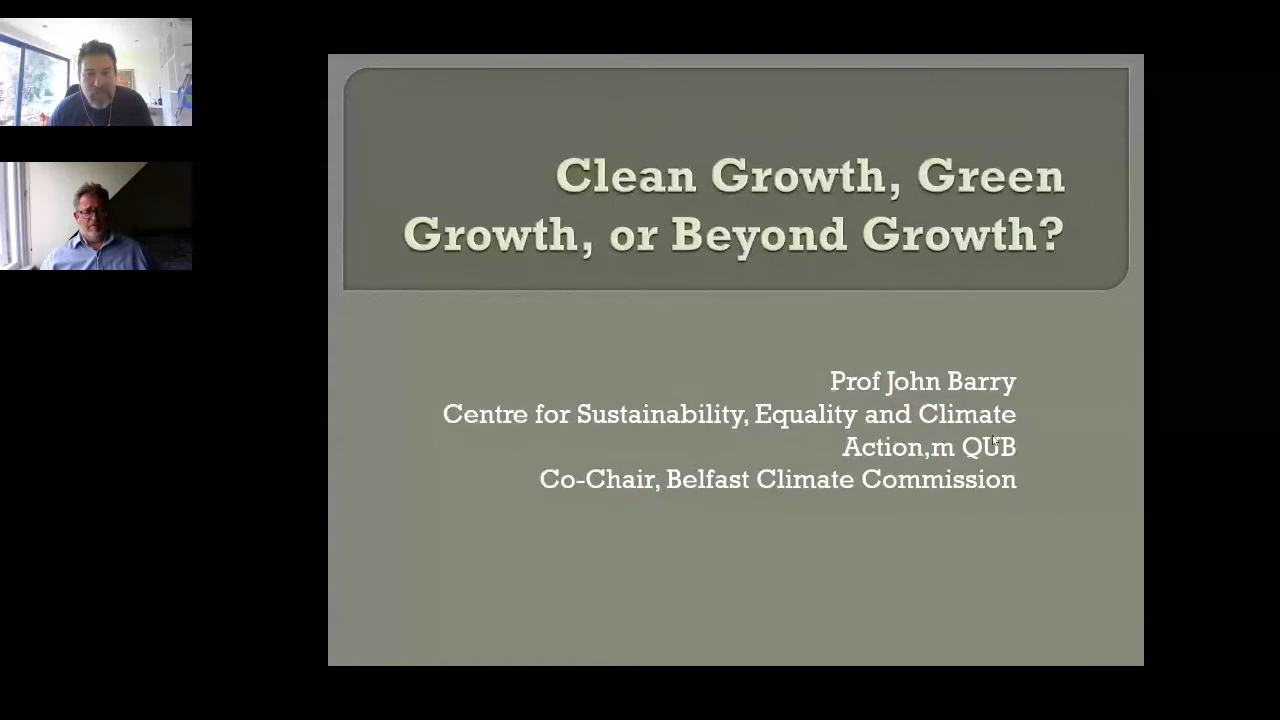 Clean Growth, Green
Growth, or Beyond Growth?
Prof John Barry
Centre for Sustainability, Equality and Climate
Action,m QUB
Co-Chair, Belfast Climate Commission